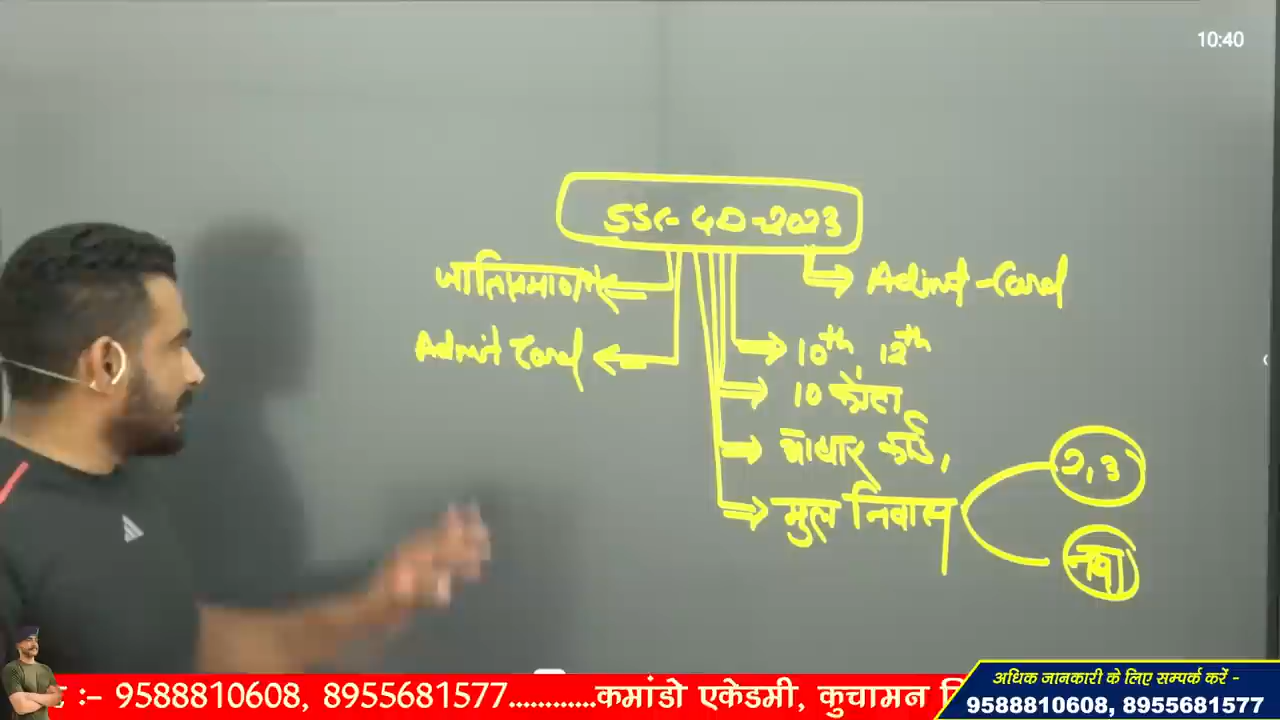 10:40
SSC-GD-2023
जातिप्रमाण
Admit-Card
Admit Card
10th, 12th
10 फोटो
आधार कार्ड,
मुल निवास
2,3
नया
:- 9588810608, 8955681577............कमांडो एकेडमी, कुचामन
अधिक जानकारी के लिए सम्पर्क करें -
9588810608, 8955681577